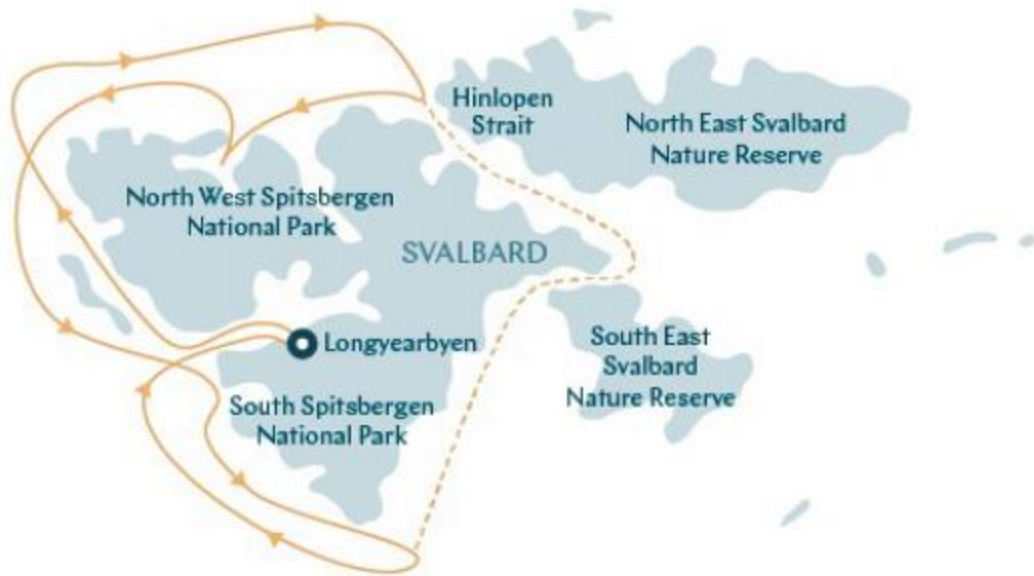 Hinlopen
Strait
North East Svalbard
Nature Reserve
North West Spitsbergen
National Park
SVALBARD
Longyearbyen
South East
Svalbard
Nature Reserve
South Spitsbergen
National Park